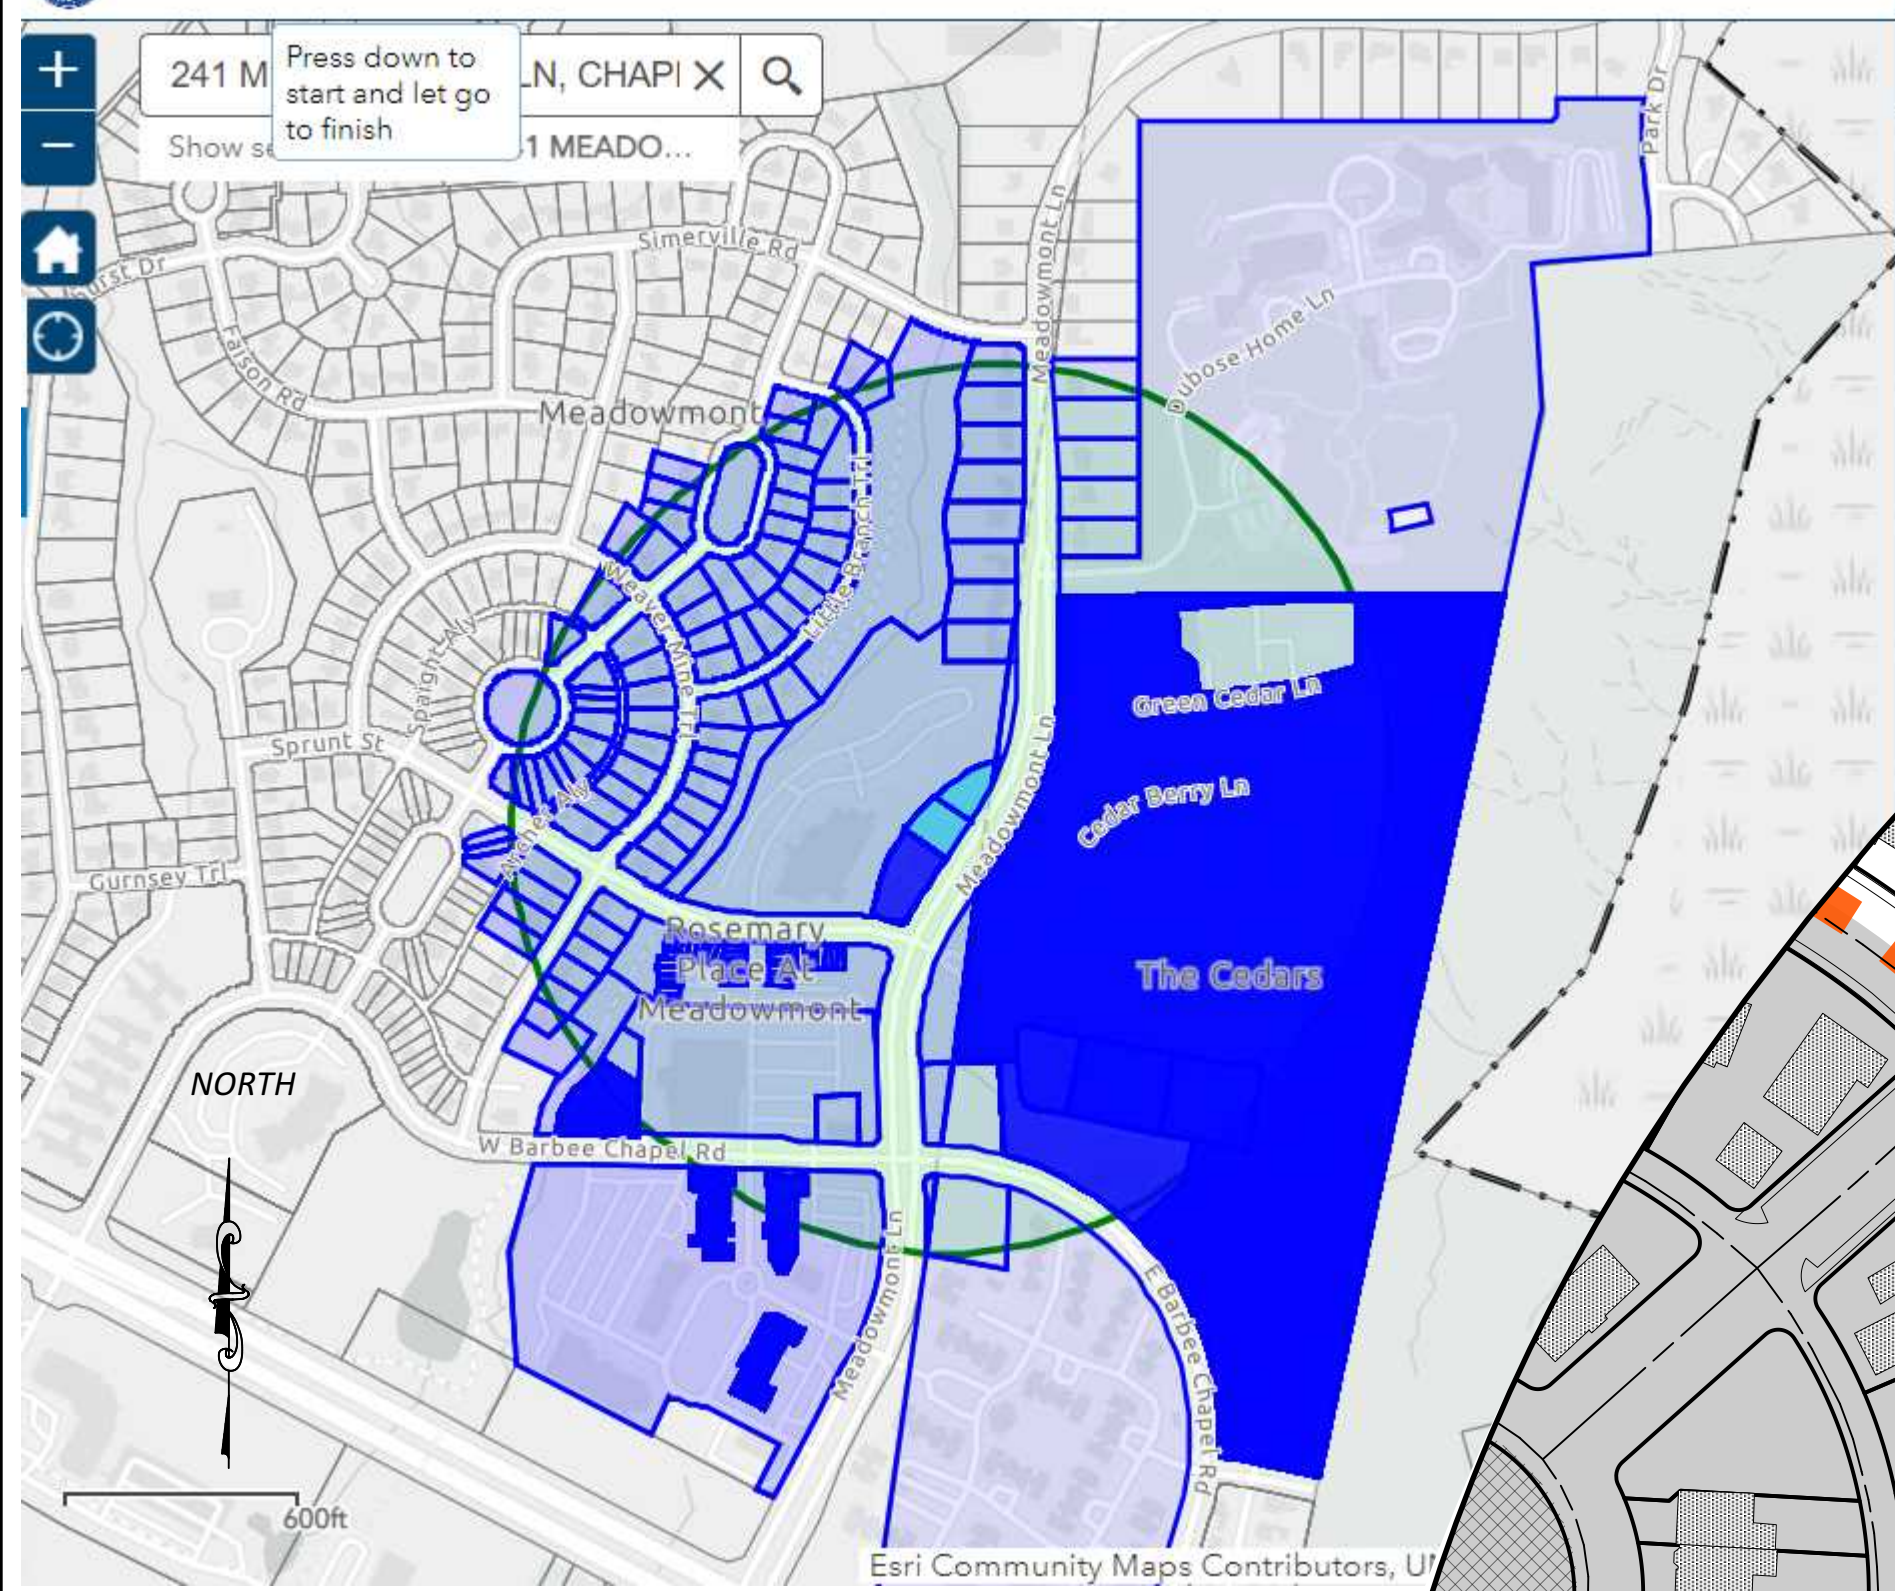 +
241 M
LN, CHAPI
Press down to
start and let go
to finish
−
Show se
1 MEADO...
Park Dr
Meadowmont Ln
Simerville Rd
urst Dr
Faison Rd
Dubose Home Ln
Meadowmont
Little Branch Trl
Weaver Mine Trl
Spaight Aly
Green Cedar Ln
Sprunt St
Meadowmont Ln
Cedar Berry Ln
Archer Aly
Gurnsey Trl
Rosemary
Place At
Meadowmont
The Cedars
NORTH
W Barbee Chapel Rd
Meadowmont Ln
E Barbee Chapel Rd
600ft
Esri Community Maps Contributors,